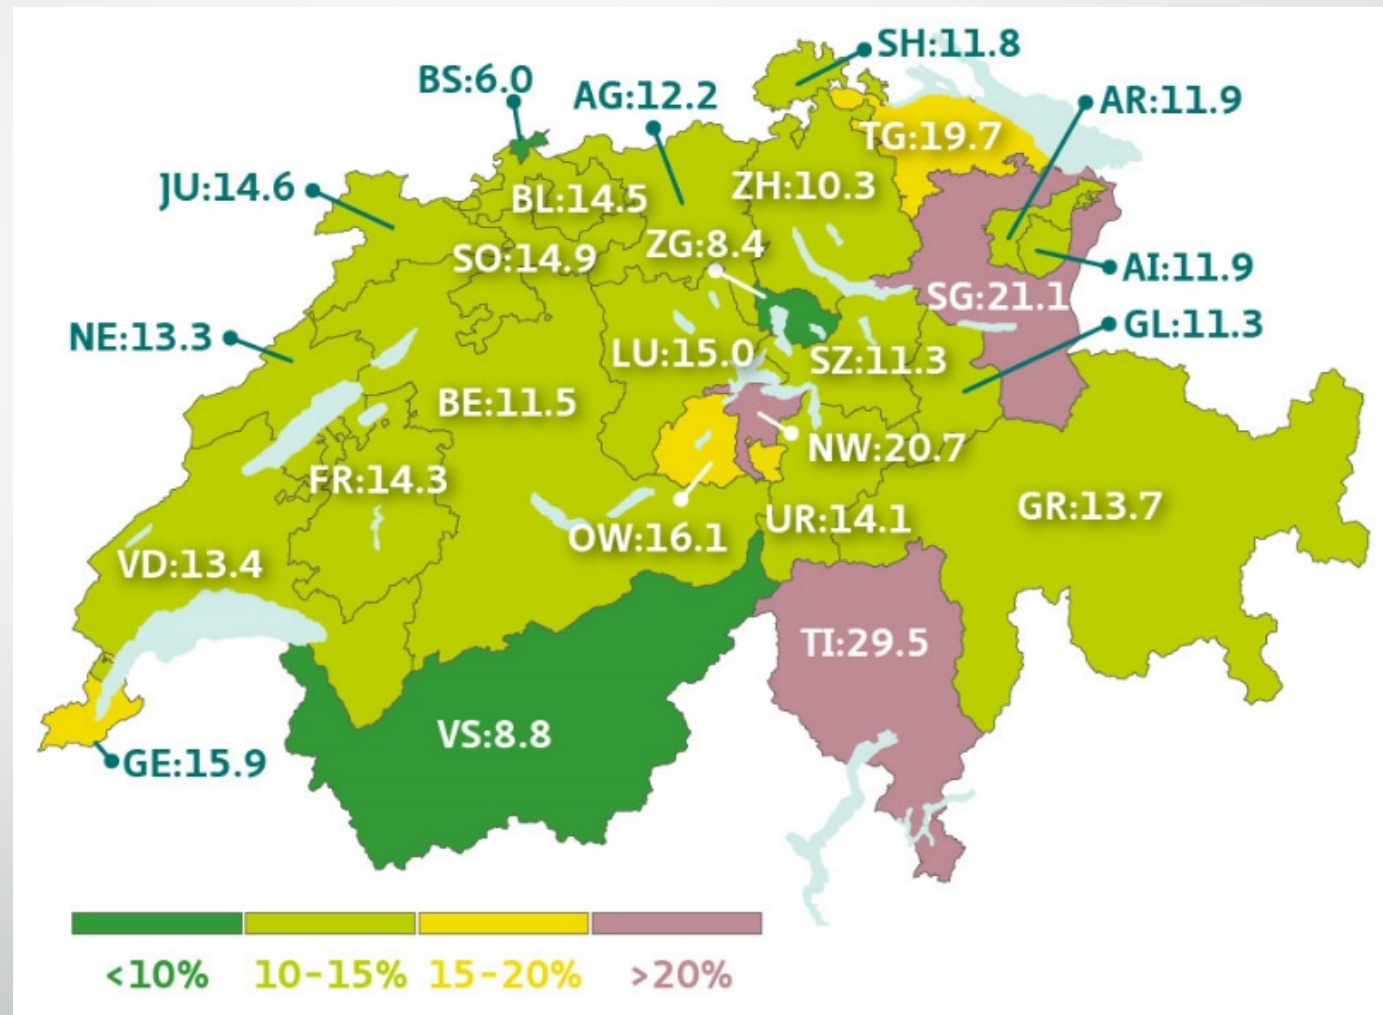 SH:11.8
BS:6.0
AG:12.2
AR:11.9
TG:19.7
JU:14.6
BL:14.5
ZH:10.3
ZG:8.4
SO:14.9
AI:11.9
SG:21.1
NE:13.3
GL:11.3
LU:15.0
SZ:11.3
BE:11.5
NW:20.7
FR:14.3
GR:13.7
UR:14.1
OW:16.1
VD:13.4
TI:29.5
VS:8.8
GE:15.9
<10% 10-15% 15-20% >20%